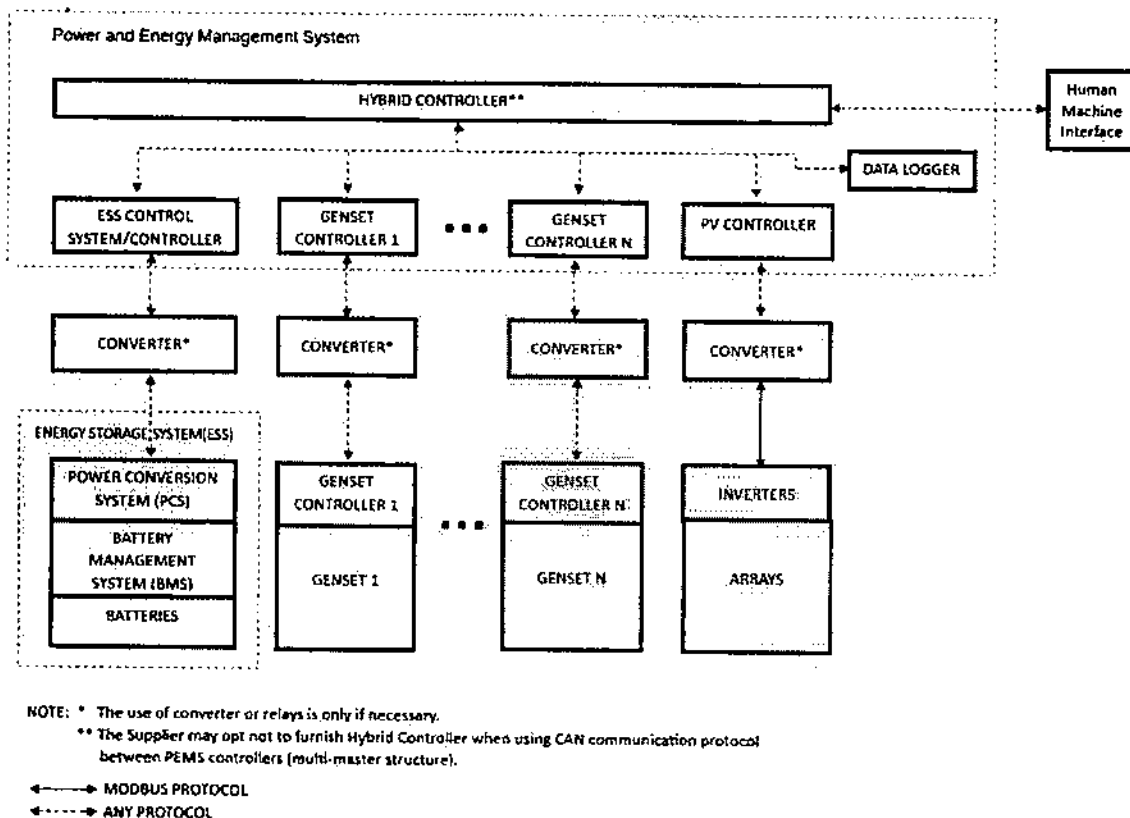 Power and Energy Management System
HYBRID CONTROLLER**
Human
Machine
Interface
DATA LOGGER
ESS CONTROL
SYSTEM/CONTROLLER
GENSET
CONTROLLER 1
GENSET
CONTROLLER N
PV CONTROLLER
CONVERTER*
CONVERTER*
CONVERTER*
CONVERTER*
ENERGY STORAGE SYSTEM(ESS)
POWER CONVERSION
SYSTEM (PCS)
BATTERY
MANAGEMENT
SYSTEM (BMS)
BATTERIES
GENSET
CONTROLLER 1
GENSET 1
GENSET
CONTROLLER N
GENSET N
INVERTERS
ARRAYS
NOTE: * The use of converter or relays is only if necessary.
** The Supplier may opt not to furnish Hybrid Controller when using CAN communication protocol
between PEMS controllers (multi-master structure).
MODBUS PROTOCOL
ANY PROTOCOL